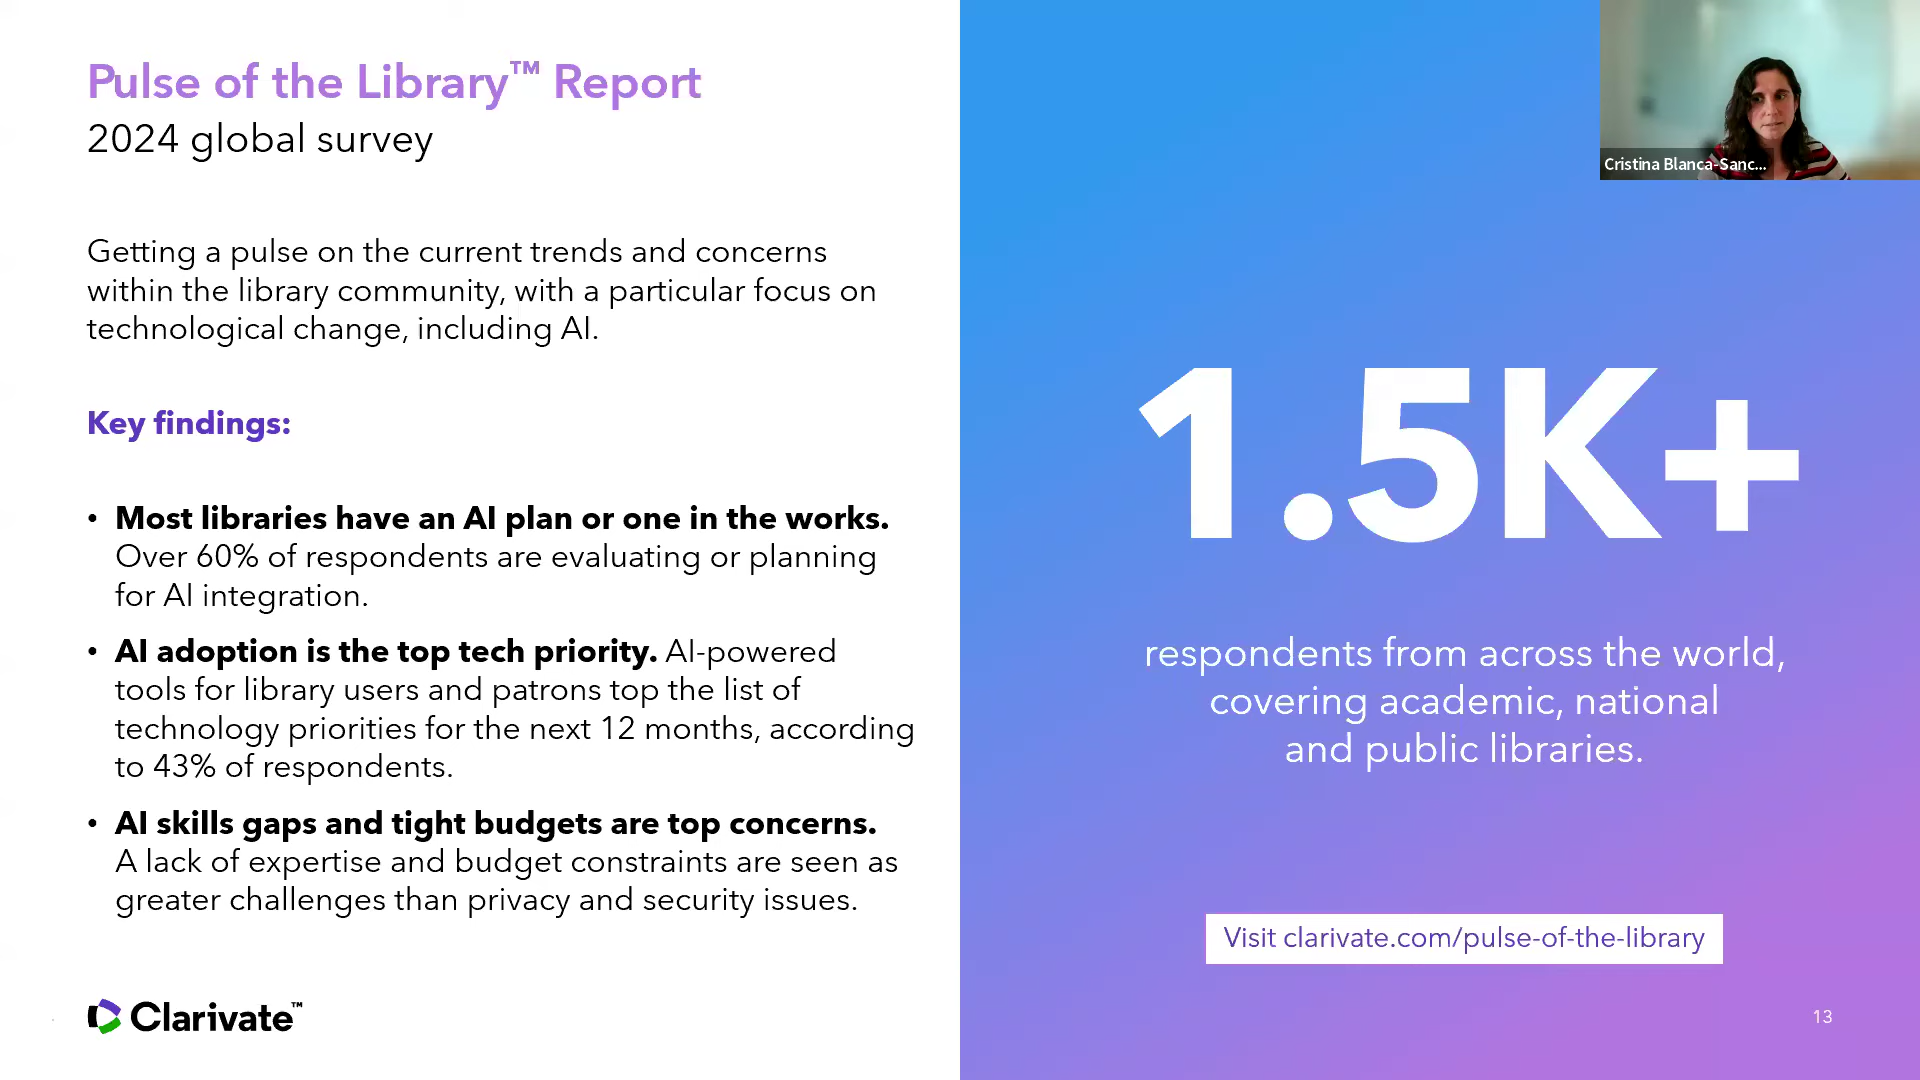 Pulse of the Library™ Report
2024 global survey
Getting a pulse on the current trends and concerns
within the library community, with a particular focus on
technological change, including AI.
Key findings:
• Most libraries have an AI plan or one in the works.
Over 60% of respondents are evaluating or planning
for AI integration.
• AI adoption is the top tech priority. AI-powered
tools for library users and patrons top the list of
technology priorities for the next 12 months, according
to 43% of respondents.
• AI skills gaps and tight budgets are top concerns.
A lack of expertise and budget constraints are seen as
greater challenges than privacy and security issues.
Clarivate™
Cristina Blanca-Sanc...
1.5K+
respondents from across the world,
covering academic, national
and public libraries.
Visit clarivate.com/pulse-of-the-library
13